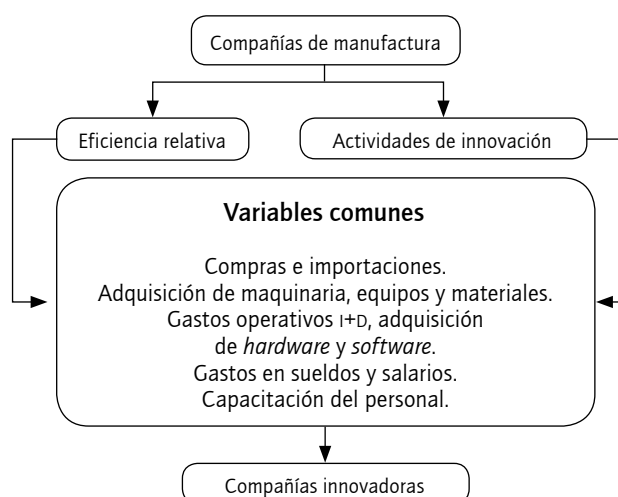 Compañías de manufactura
Eficiencia relativa
Actividades de innovación
Variables comunes
Compras e importaciones.
Adquisición de maquinaria, equipos y materiales.
Gastos operativos I+D, adquisición
de hardware y software.
Gastos en sueldos y salarios.
Capacitación del personal.
Compañías innovadoras